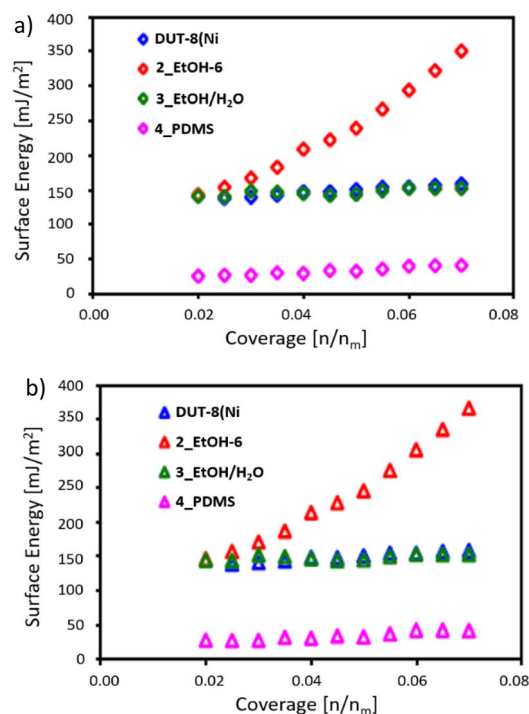 a)
400
350
300
250
200
150
100
50
0
Surface Energy [mJ/m²]
DUT-8(Ni
2_EtOH-6
3_EtOH/H₂O
4_PDMS
0.00
0.02
0.04
0.06
0.08
Coverage [n/nₘ]
b)
400
350
300
250
200
150
100
50
0
Surface Energy [mJ/m²]
DUT-8(Ni
2_EtOH-6
3_EtOH/H₂O
4_PDMS
0.00
0.02
0.04
0.06
0.08
Coverage [n/nₘ]